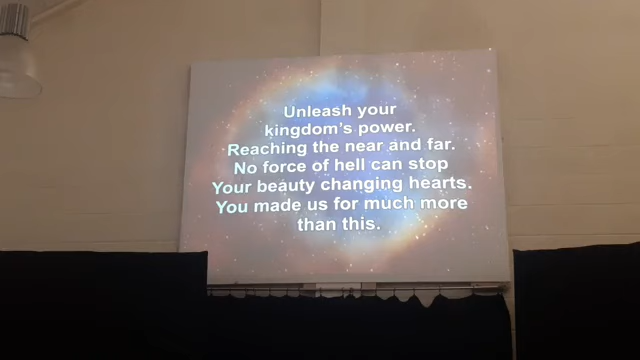 Unleash your
kingdom's power.
Reaching the near and far.
No force of hell can stop
Your beauty changing hearts.
You made us for much more
than this.